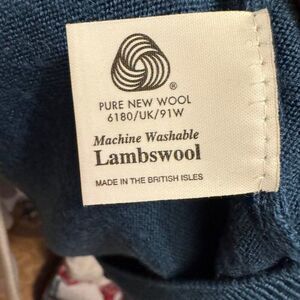 ®
PURE NEW WOOL
6180/UK/91W
Machine Washable
Lambswool
MADE IN THE BRITISH ISLES